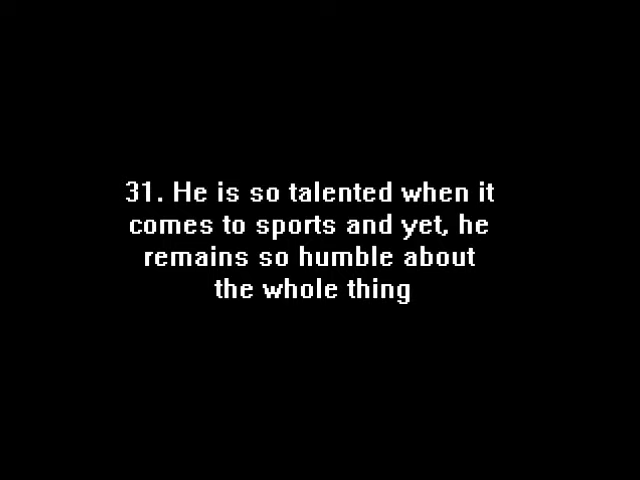 31. He is so talented when it
comes to sports and yet, he
remains so humble about
the whole thing